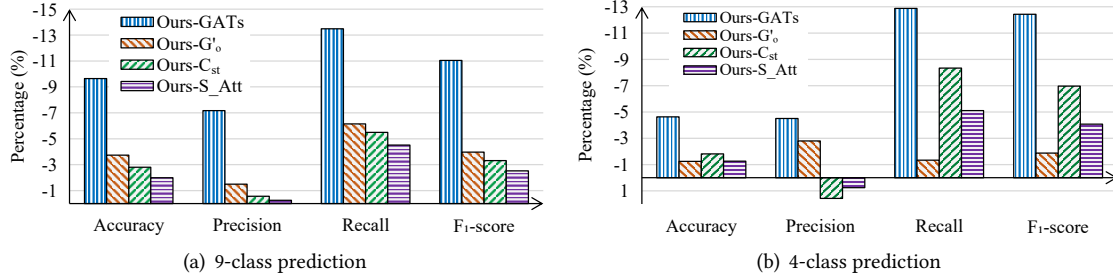 -15
-13
-11
-9
-7
-5
-3
-1
Percentage (%)
Ours-GATs
Ours-G'ₒ
Ours-Cₛₜ
Ours-S_Att
Accuracy Precision Recall F₁-score
(a) 9-class prediction
-13
-11
-9
-7
-5
-3
-1
1
Percentage (%)
Ours-GATs
Ours-G'ₒ
Ours-Cₛₜ
Ours-S_Att
Accuracy Precision Recall F₁-score
(b) 4-class prediction